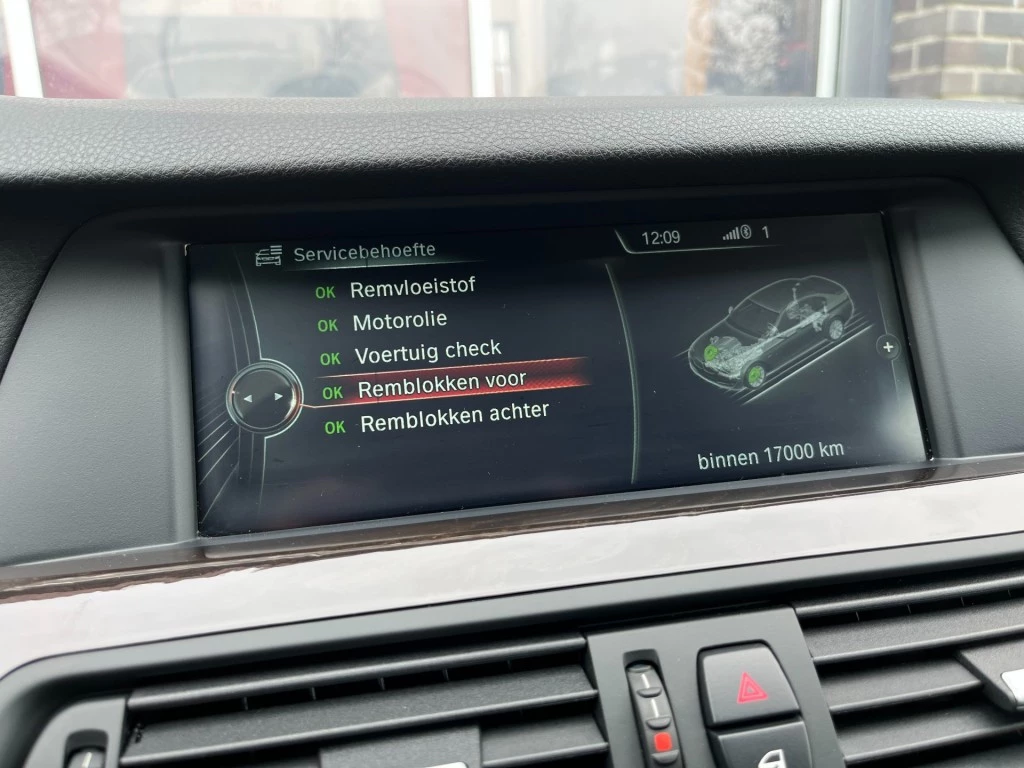 Servicebehoefte
12:09 1
OK Remvloeistof
OK Motorolie
OK Voertuig check
OK Remblokken voor
OK Remblokken achter
binnen 17000 km